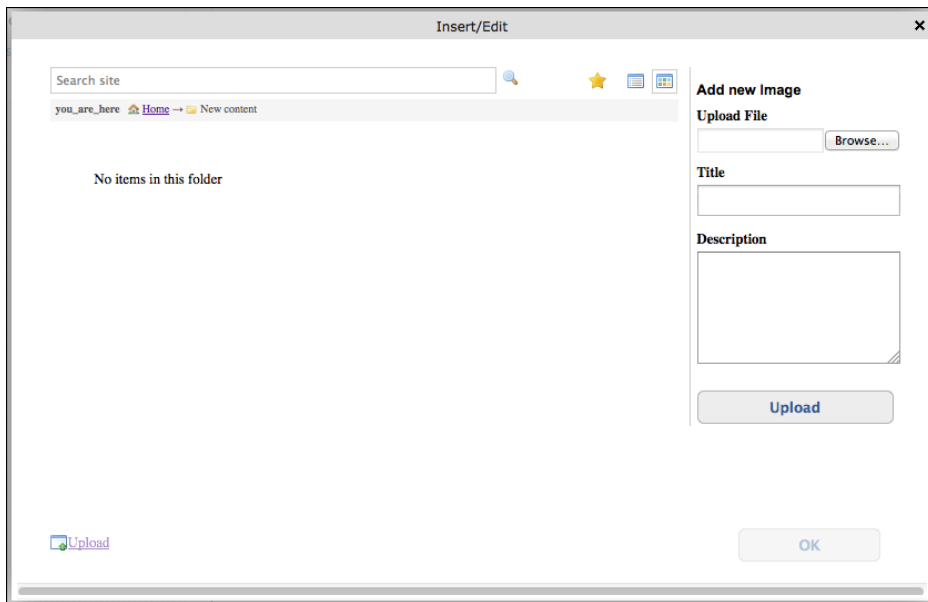 Insert/Edit
Search site
you_are_here Home → New content
No items in this folder
Add new Image
Upload File
Browse...
Title
Description
Upload
Upload
OK